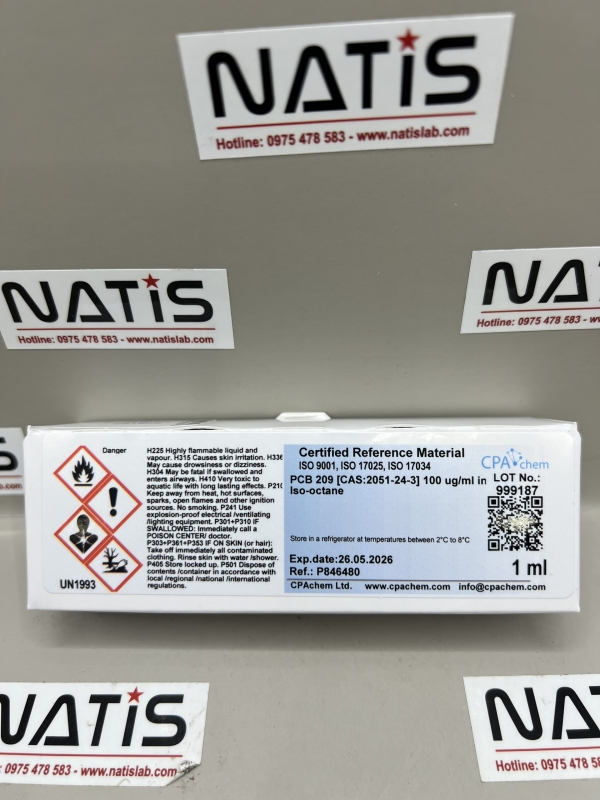 NATIS
Hotline: 0975 478 583 - www.natislab.com
NATIS
Hotline: 0975 478 583 - www.natislab.com
NATIS
Hotline: 0975 478 583 - www.natislab
Danger
H225 Highly flammable liquid and
vapour. H315 Causes skin irritation. H336
May cause drowsiness or dizziness.
H304 May be fatal if swallowed and
enters airways. H410 Very toxic to
aquatic life with long lasting effects. P210
Keep away from heat, hot surfaces,
sparks, open flames and other ignition
sources. No smoking. P241 Use
explosion-proof electrical /ventilating
/lighting equipment. P301+P310 IF
SWALLOWED: Immediately call a
POISON CENTER/ doctor.
P303+P361+P353 IF ON SKIN (or hair):
Take off immediately all contaminated
clothing. Rinse skin with water /shower.
P405 Store locked up. P501 Dispose of
contents /container in accordance with
local /regional /national /international
regulations.
UN1993
Certified Reference Material
ISO 9001, ISO 17025, ISO 17034
PCB 209 [CAS:2051-24-3] 100 ug/ml in
Iso-octane
Store in a refrigerator at temperatures between 2°C to 8°C
Exp.date:26.05.2026
Ref.: P846480
CPAchem Ltd. www.cpachem.com info@cpachem.com
CPAchem
LOT No.:
999187
1 ml
NATIS
Hotline: 0975 478 583 - www.natislab.com
NATIS
Hotline: 0975 478 583